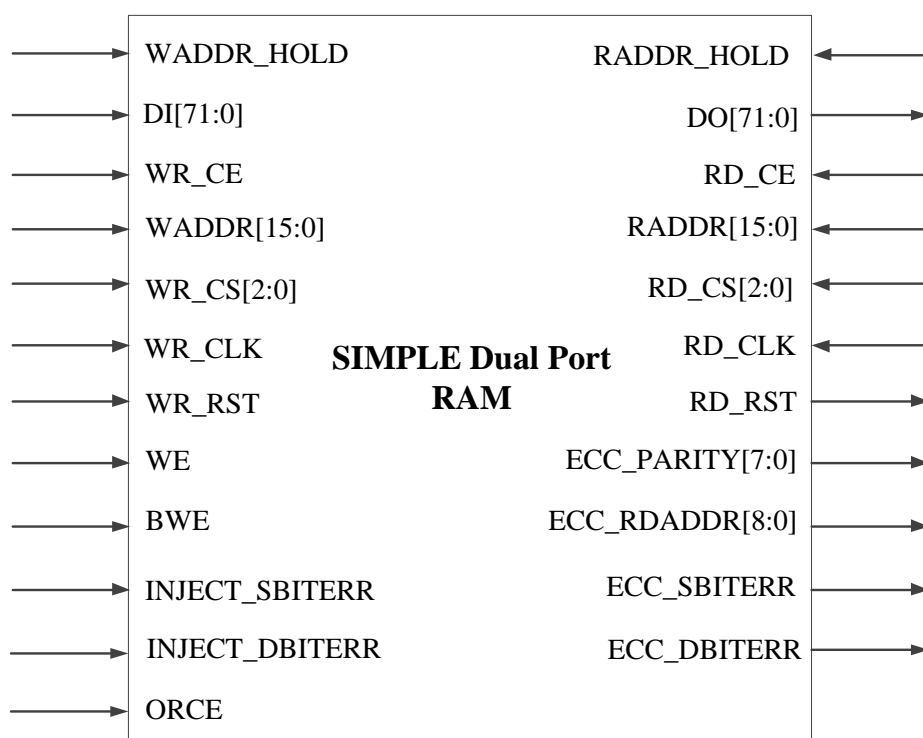 WADDR_HOLD
RADDR_HOLD
DI[71:0]
DO[71:0]
WR_CE
RD_CE
WADDR[15:0]
RADDR[15:0]
WR_CS[2:0]
RD_CS[2:0]
WR_CLK
SIMPLE Dual Port
RAM
RD_CLK
WR_RST
RD_RST
WE
ECC_PARITY[7:0]
BWE
ECC_RDADDR[8:0]
INJECT_SBITERR
ECC_SBITERR
INJECT_DBITERR
ECC_DBITERR
ORCE